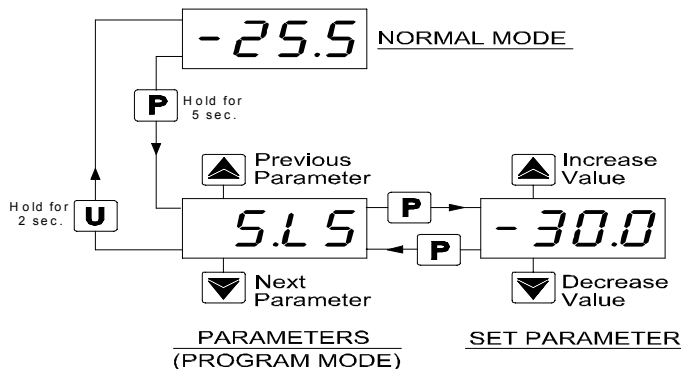 -25.5
NORMAL MODE
P
Hold for
5 sec.
Previous
Parameter
Increase
Value
Hold for
2 sec.
U
S.L S
P
P
-30.0
Next
Parameter
Decrease
Value
PARAMETERS
(PROGRAM MODE)
SET PARAMETER